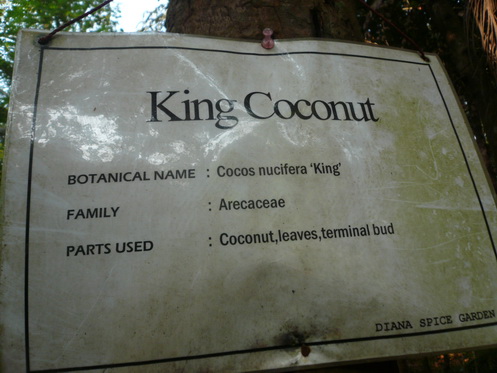 King Coconut
BOTANICAL NAME : Cocos nucifera ‘King’
FAMILY : Arecaceae
PARTS USED : Coconut,leaves,terminal bud
DIANA SPICE GARDEN